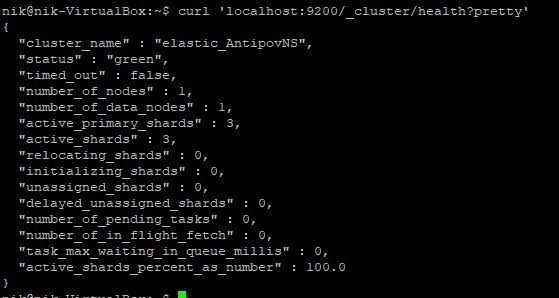 nik@nik-VirtualBox:~$ curl 'localhost:9200/_cluster/health?pretty'
{
  "cluster_name" : "elastic_AntipovNS",
  "status" : "green",
  "timed_out" : false,
  "number_of_nodes" : 1,
  "number_of_data_nodes" : 1,
  "active_primary_shards" : 3,
  "active_shards" : 3,
  "relocating_shards" : 0,
  "initializing_shards" : 0,
  "unassigned_shards" : 0,
  "delayed_unassigned_shards" : 0,
  "number_of_pending_tasks" : 0,
  "number_of_in_flight_fetch" : 0,
  "task_max_waiting_in_queue_millis" : 0,
  "active_shards_percent_as_number" : 100.0
}
nik@nik-VirtualBox:~$